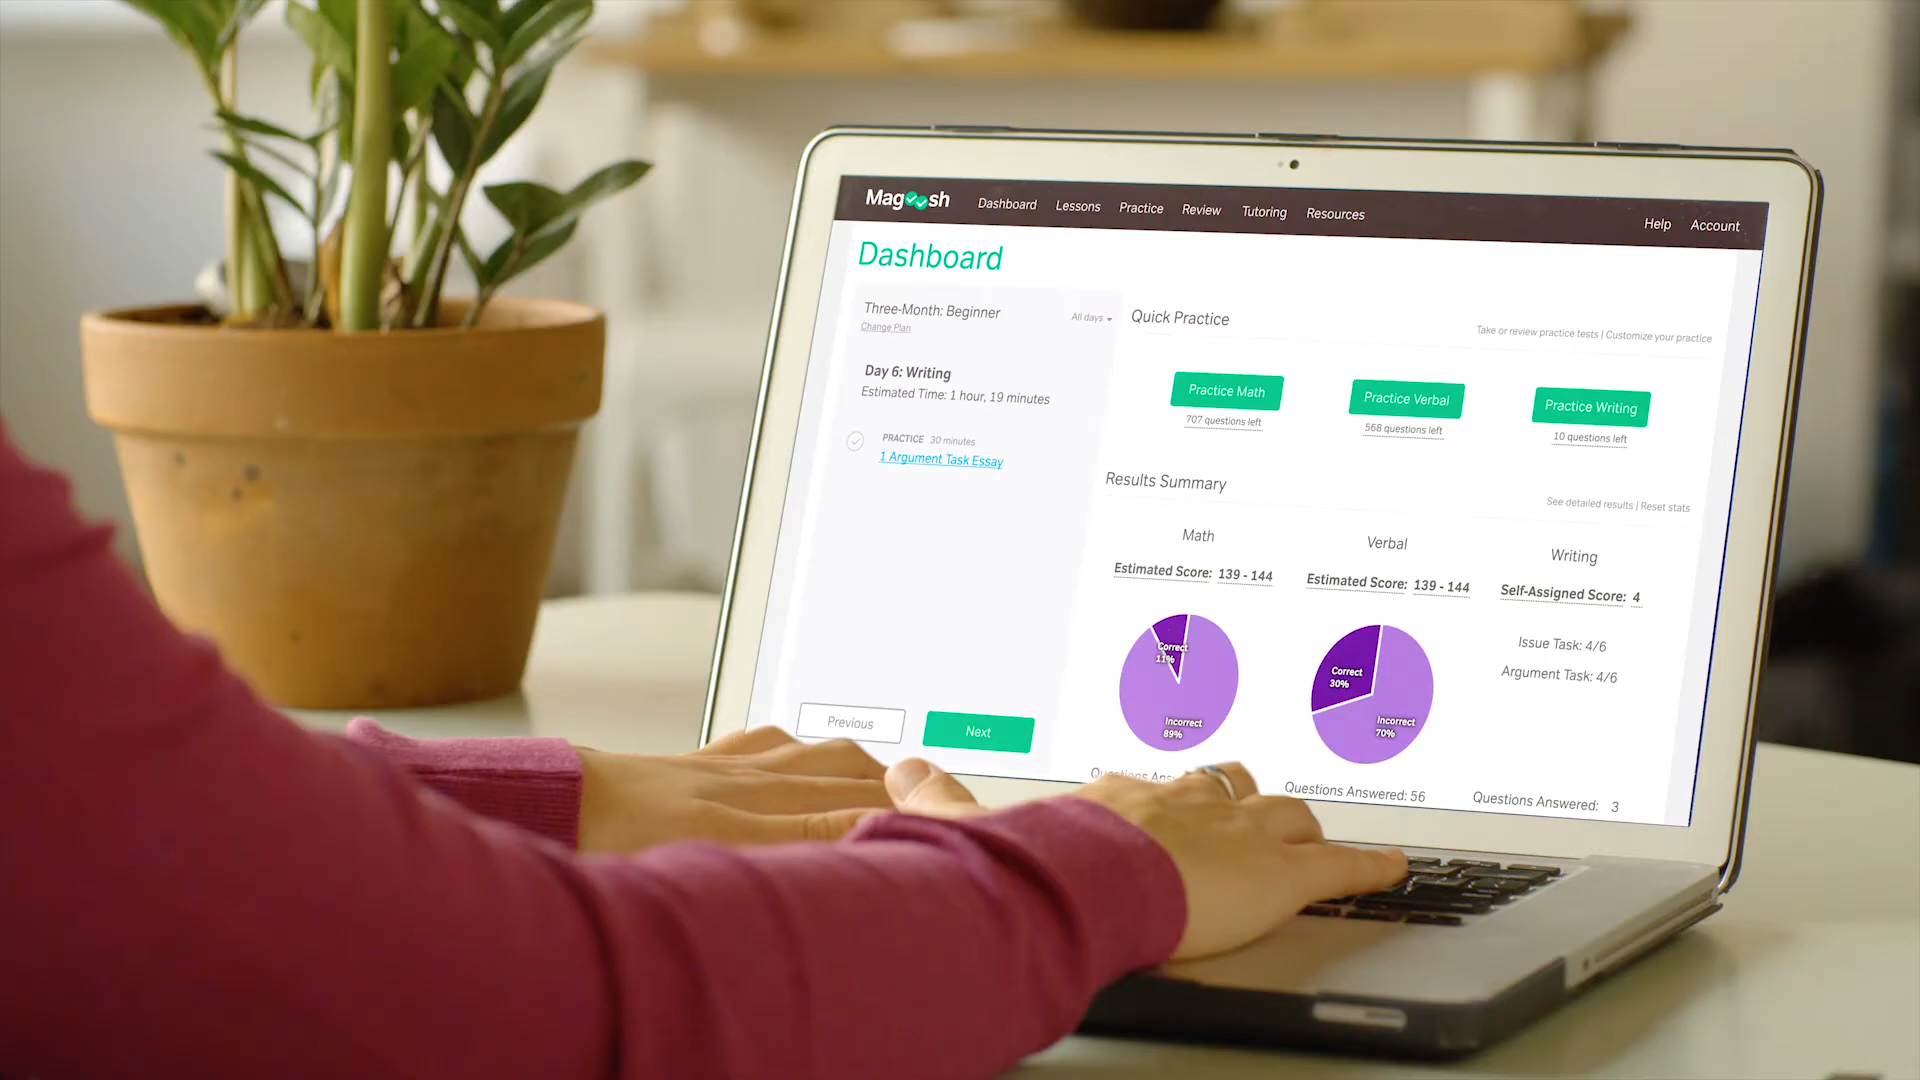 Magoosh Dashboard Lessons Practice Review Tutoring Resources Help Account
Dashboard
Three-Month: Beginner
All days
Change Plan
Day 6: Writing
Estimated Time: 1 hour, 19 minutes
PRACTICE 30 minutes
1 Argument Task Essay
Previous
Next
Quick Practice
Take or review practice tests | Customize your practice
Practice Math
707 questions left
Practice Verbal
568 questions left
Practice Writing
10 questions left
Results Summary
See detailed results | Reset stats
Math
Estimated Score: 139 - 144
Correct
11%
Incorrect
89%
Questions
Verbal
Estimated Score: 139 - 144
Correct
30%
Incorrect
70%
Questions Answered: 56
Writing
Self-Assigned Score: 4
Issue Task: 4/6
Argument Task: 4/6
Questions Answered: 3